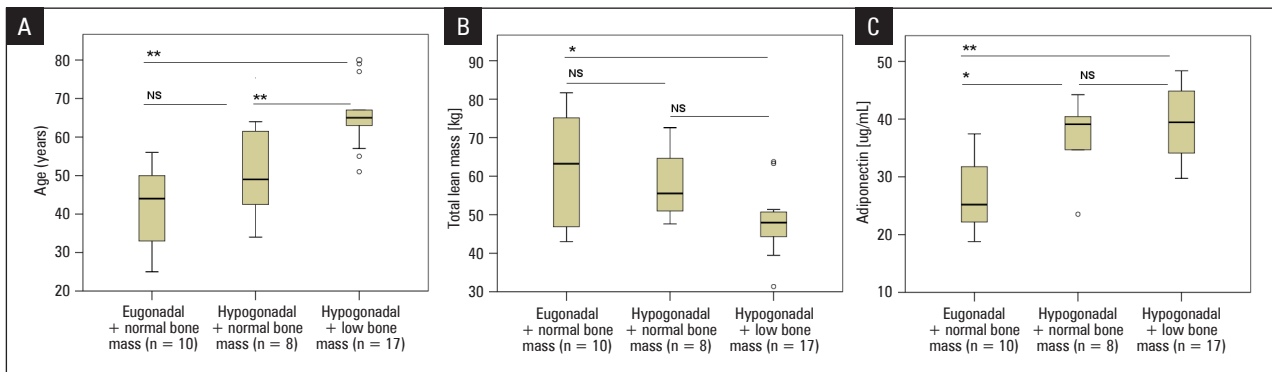 A
Age (years)
80
70
60
50
40
30
20
**
NS
**
Eugonadal
+ normal bone
mass (n = 10)
Hypogonadal
+ normal bone
mass (n = 8)
Hypogonadal
+ low bone
mass (n = 17)
B
Total lean mass [kg]
90
80
70
60
50
40
30
*
NS
NS
Eugonadal
+ normal bone
mass (n = 10)
Hypogonadal
+ normal bone
mass (n = 8)
Hypogonadal
+ low bone
mass (n = 17)
C
Adiponectin [ug/mL]
50
40
30
20
10
**
*
NS
Eugonadal
+ normal bone
mass (n = 10)
Hypogonadal
+ normal bone
mass (n = 8)
Hypogonadal
+ low bone
mass (n = 17)